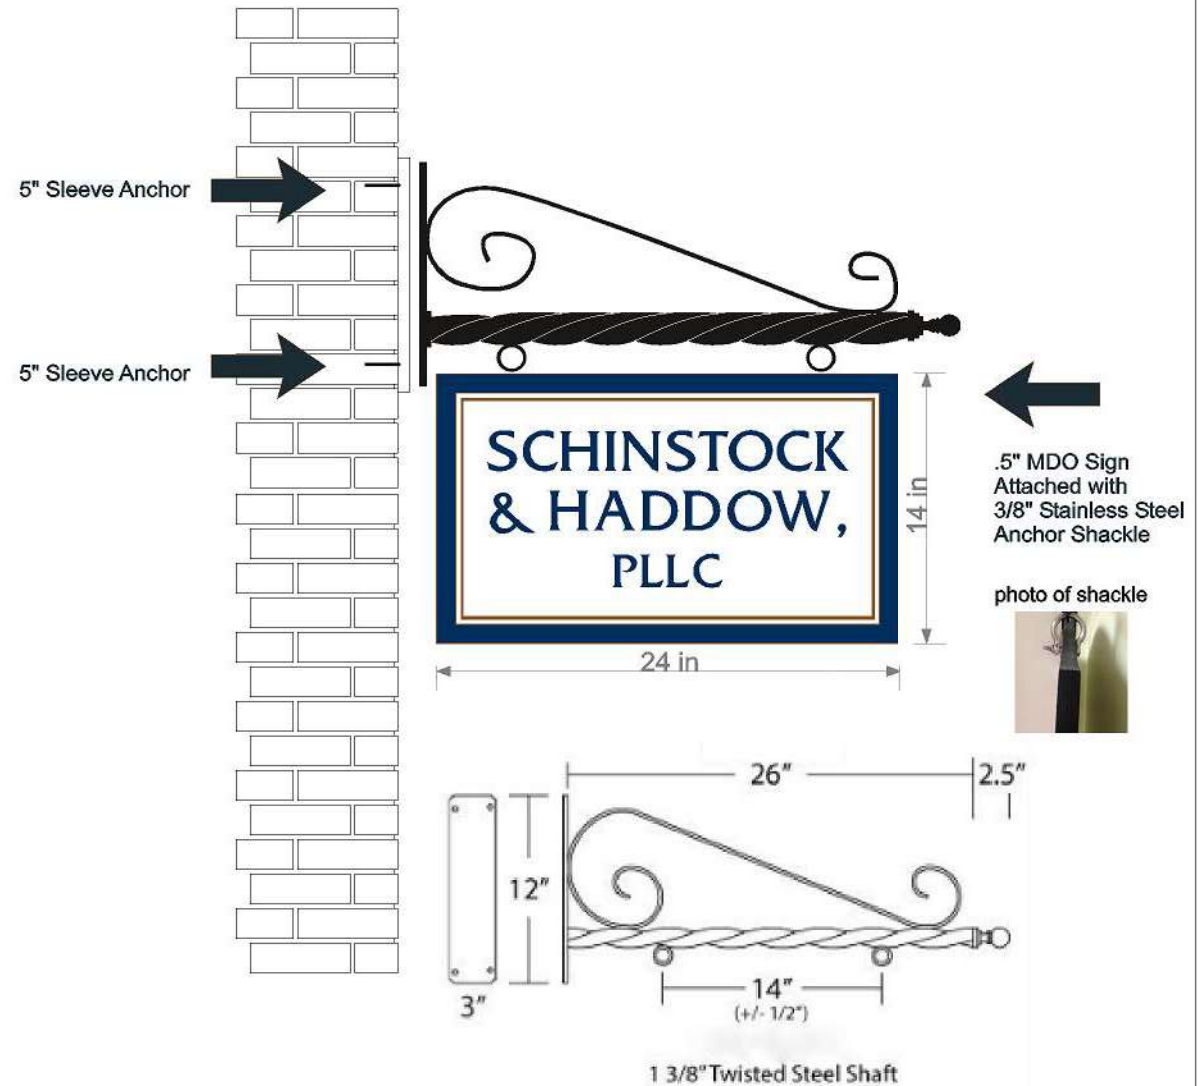 5" Sleeve Anchor
5" Sleeve Anchor
SCHINSTOCK
& HADDOW,
PLLC
14 in
24 in
.5" MDO Sign
Attached with
3/8" Stainless Steel
Anchor Shackle
photo of shackle
26"
2.5"
12"
3"
14"
(+/- 1/2")
1 3/8" Twisted Steel Shaft